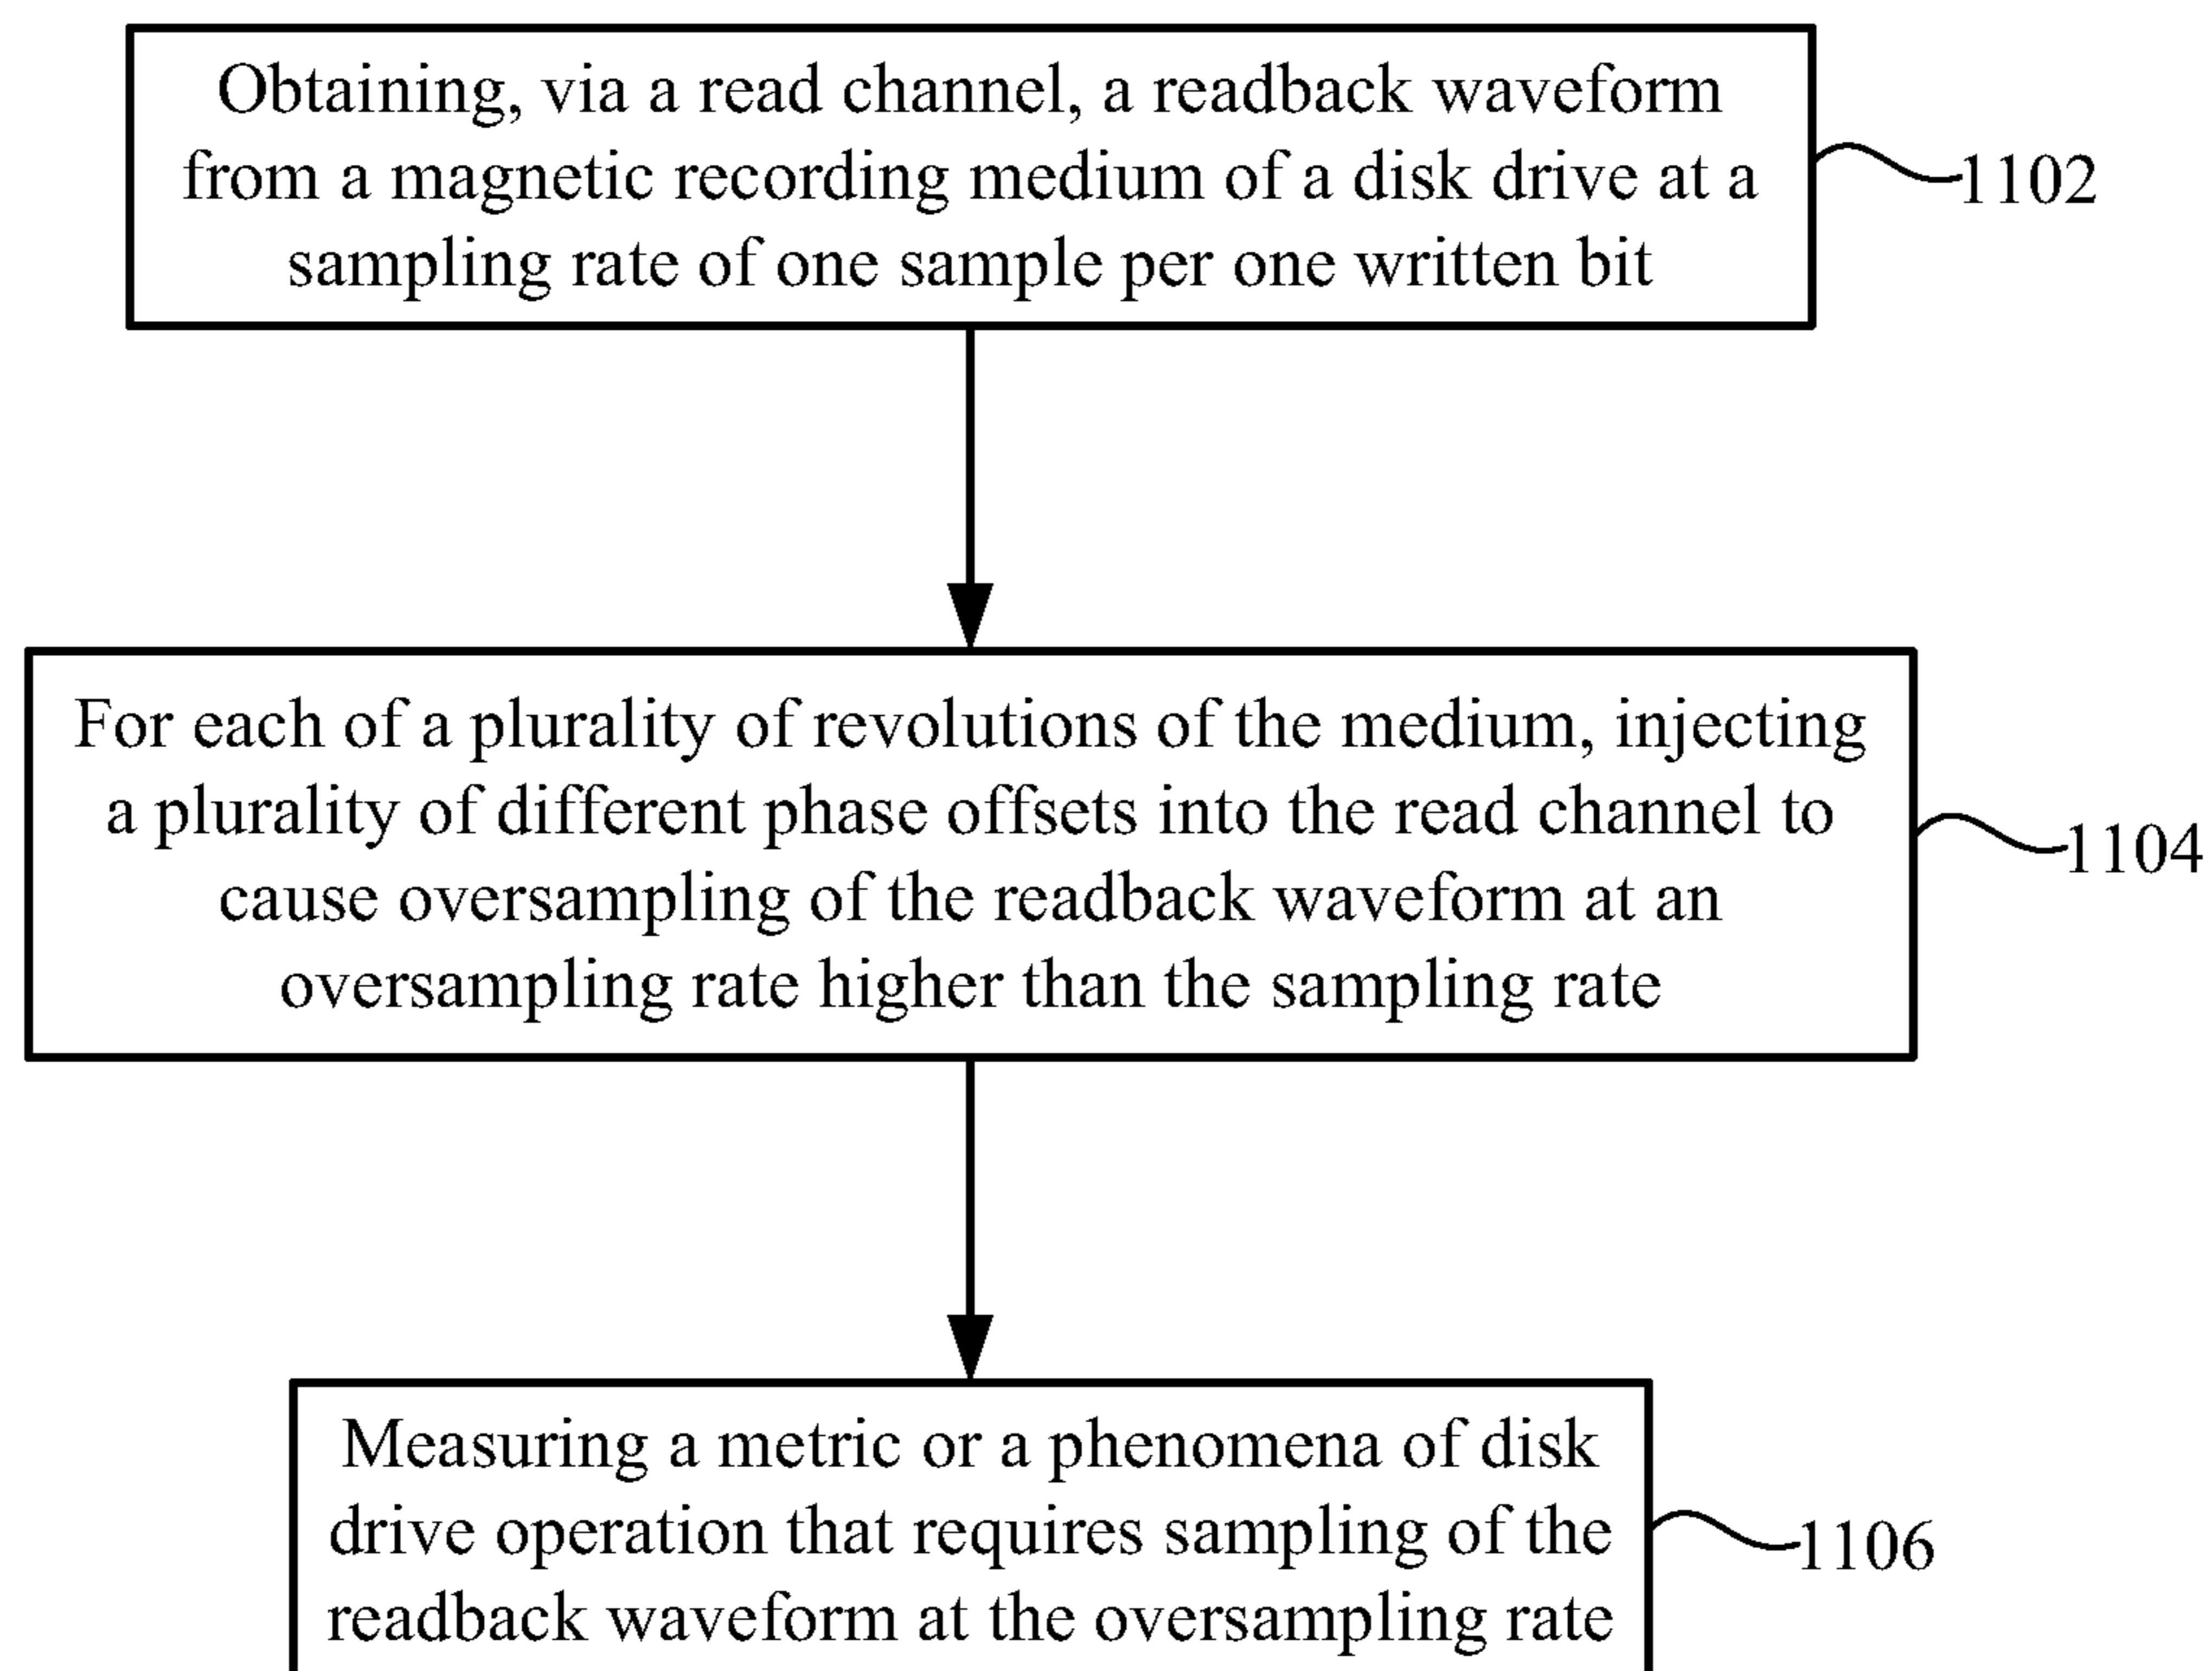 Obtaining, via a read channel, a readback waveform
from a magnetic recording medium of a disk drive at a
sampling rate of one sample per one written bit
1102
For each of a plurality of revolutions of the medium, injecting
a plurality of different phase offsets into the read channel to
cause oversampling of the readback waveform at an
oversampling rate higher than the sampling rate
1104
Measuring a metric or a phenomena of disk
drive operation that requires sampling of the
readback waveform at the oversampling rate
1106